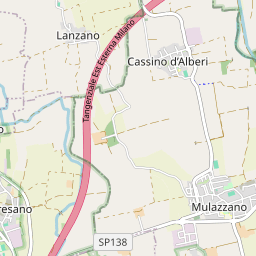 Lanzano
Tangenziale Est Esterna Milano
Cassino d'Alberi
Mulazzano
resano
SP138
o